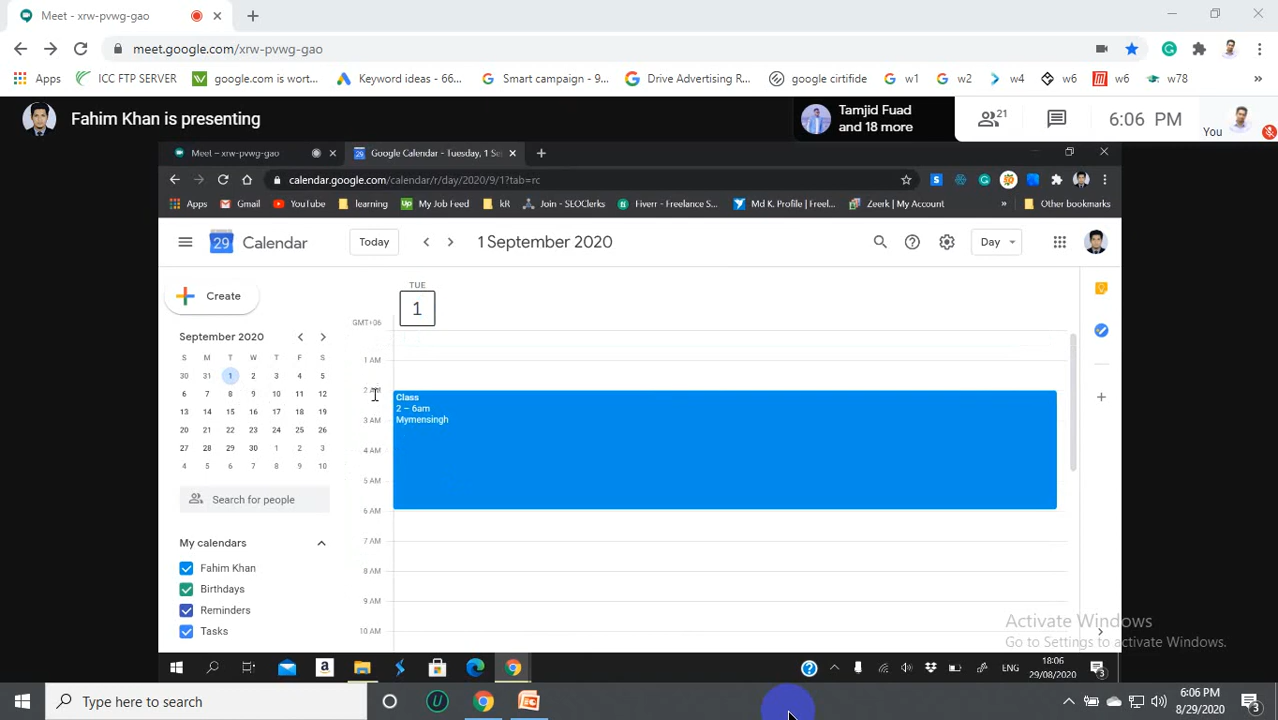 Meet - xrw-pvwg-gao
meet.google.com/xrw-pvwg-gao
Apps ICC FTP SERVER google.com is wort... Keyword ideas - 66... Smart campaign - 9... Drive Advertising R... google cirtifide w1 w2 w4 w6 w6 w78 »
Fahim Khan is presenting
Tamjid Fuad
and 18 more
21
6:06 PM
You
Meet – xrw-pvwg-gao
Google Calendar - Tuesday, 1 Se
calendar.google.com/calendar/r/day/2020/9/1?tab=rc
Apps Gmail YouTube learning My Job Feed kR Join - SEOClerks Fiverr - Freelance S... Md K. Profile | Freel... Zeerk | My Account » Other bookmarks
29 Calendar Today 1 September 2020 Day
Create
TUE
1
GMT+06
September 2020
S M T W T F S
30 31 1 2 3 4 5
6 7 8 9 10 11 12
13 14 15 16 17 18 19
20 21 22 23 24 25 26
27 28 29 30 1 2 3
4 5 6 7 8 9 10
Search for people
My calendars
Fahim Khan
Birthdays
Reminders
Tasks
1 AM
2 AM
3 AM
4 AM
5 AM
6 AM
7 AM
8 AM
9 AM
10 AM
Class
2 – 6am
Mymensingh
Activate Windows
Go to Settings to activate Windows.
ENG
18:06
29/08/2020
3
Type here to search
6:06 PM
8/29/2020
3